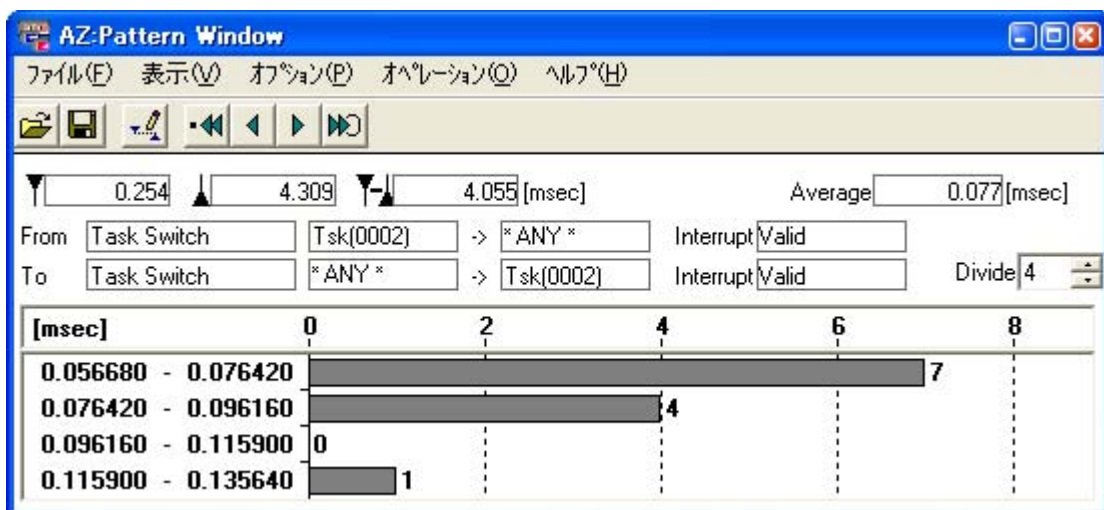 AZ:Pattern Window
ﾌｧｲﾙ(F) 表示(V) ｵﾌﾟｼｮﾝ(P) ｵﾍﾟﾚｰｼｮﾝ(O) ﾍﾙﾌﾟ(H)
0.254 4.309 4.055 [msec] Average 0.077 [msec]
From Task Switch Tsk(0002) -> * ANY * Interrupt Valid
To Task Switch * ANY * -> Tsk(0002) Interrupt Valid Divide 4
[msec] 0 2 4 6 8
0.056680 - 0.076420 7
0.076420 - 0.096160 4
0.096160 - 0.115900 0
0.115900 - 0.135640 1